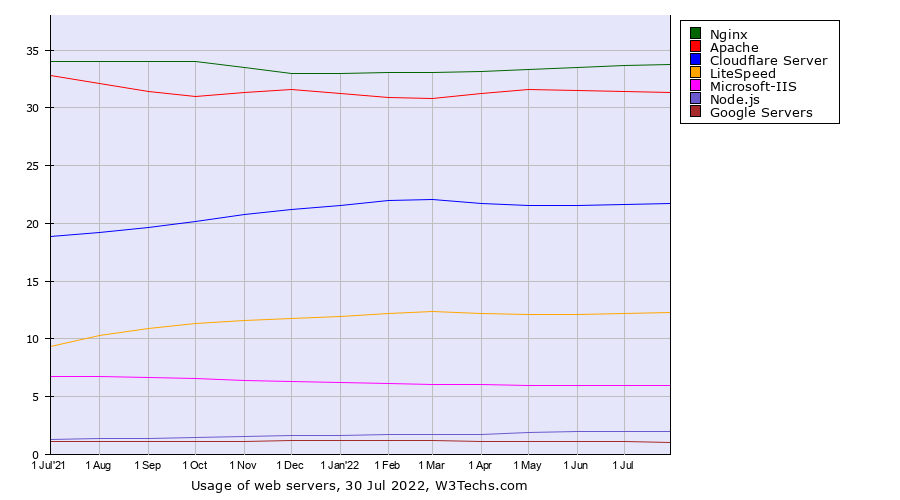 Nginx
Apache
Cloudflare Server
LiteSpeed
Microsoft-IIS
Node.js
Google Servers
35
30
25
20
15
10
5
0
1 Jul'21 1 Aug 1 Sep 1 Oct 1 Nov 1 Dec 1 Jan'22 1 Feb 1 Mar 1 Apr 1 May 1 Jun 1 Jul
Usage of web servers, 30 Jul 2022, W3Techs.com